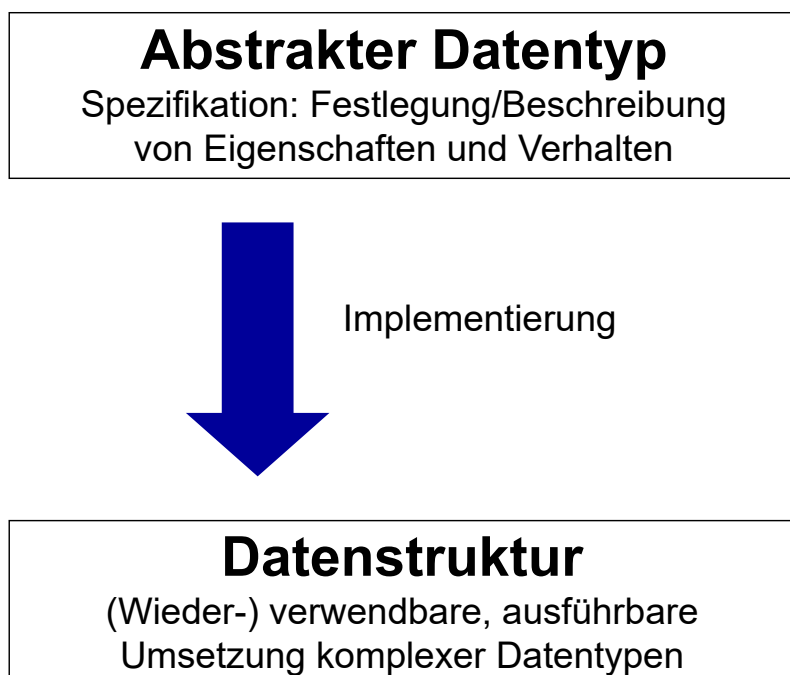 Abstrakter Datentyp
Spezifikation: Festlegung/Beschreibung
von Eigenschaften und Verhalten
Implementierung
Datenstruktur
(Wieder-) verwendbare, ausführbare
Umsetzung komplexer Datentypen